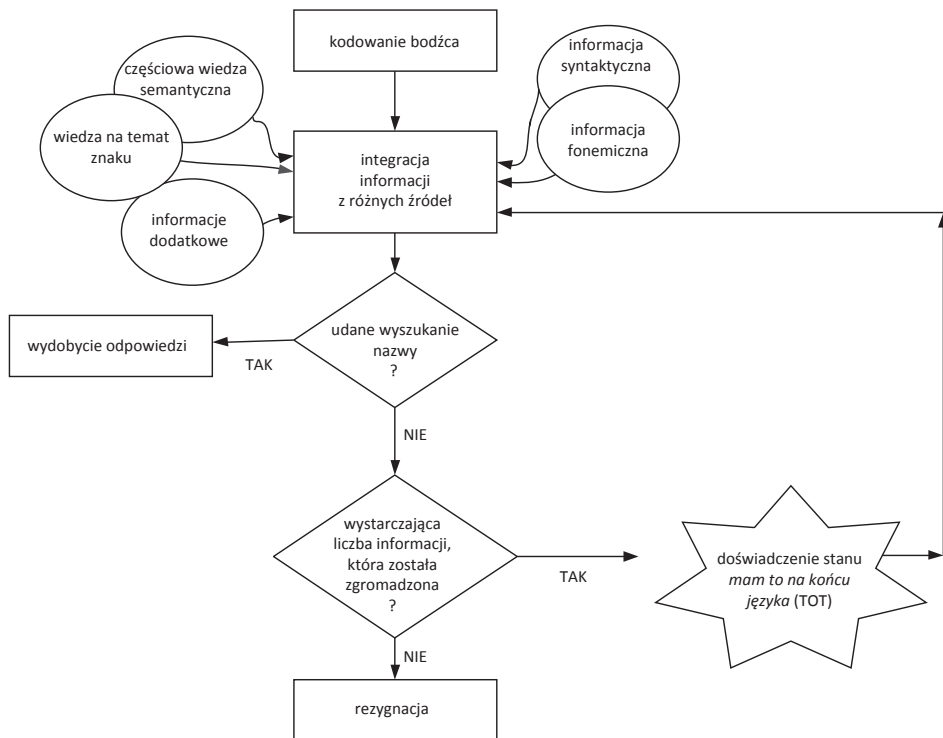 kodowanie bodźca
częściowa wiedza
semantyczna
wiedza na temat
znaku
informacje
dodatkowe
informacja
syntaktyczna
informacja
fonemiczna
integracja
informacji
z różnych źródeł
udane wyszukanie
nazwy
?
TAK
wydobycie odpowiedzi
NIE
wystarczająca
liczba informacji,
która została
zgromadzona
?
TAK
doświadczenie stanu
mam to na końcu
języka (TOT)
NIE
rezygnacja